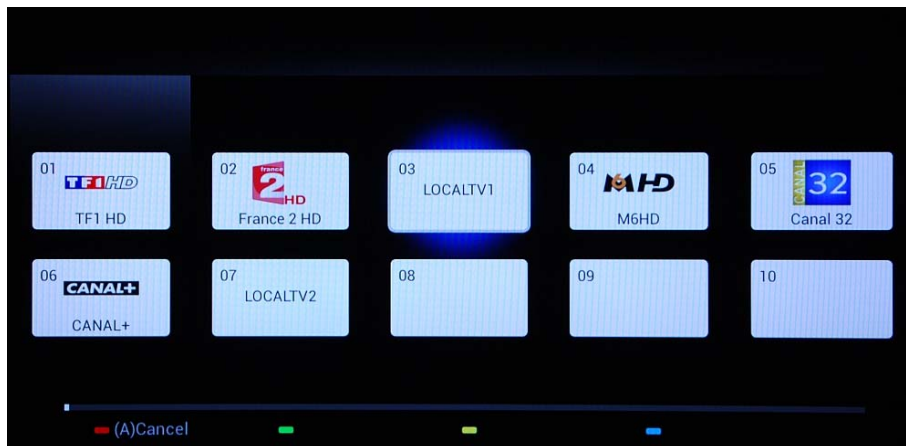 01
TF1 HD
TF1 HD
02
france
2
HD
France 2 HD
03
LOCALTV1
04
M6 HD
M6HD
05
CANAL
32
Canal 32
06
CANAL+
CANAL+
07
LOCALTV2
08
09
10
(A)Cancel